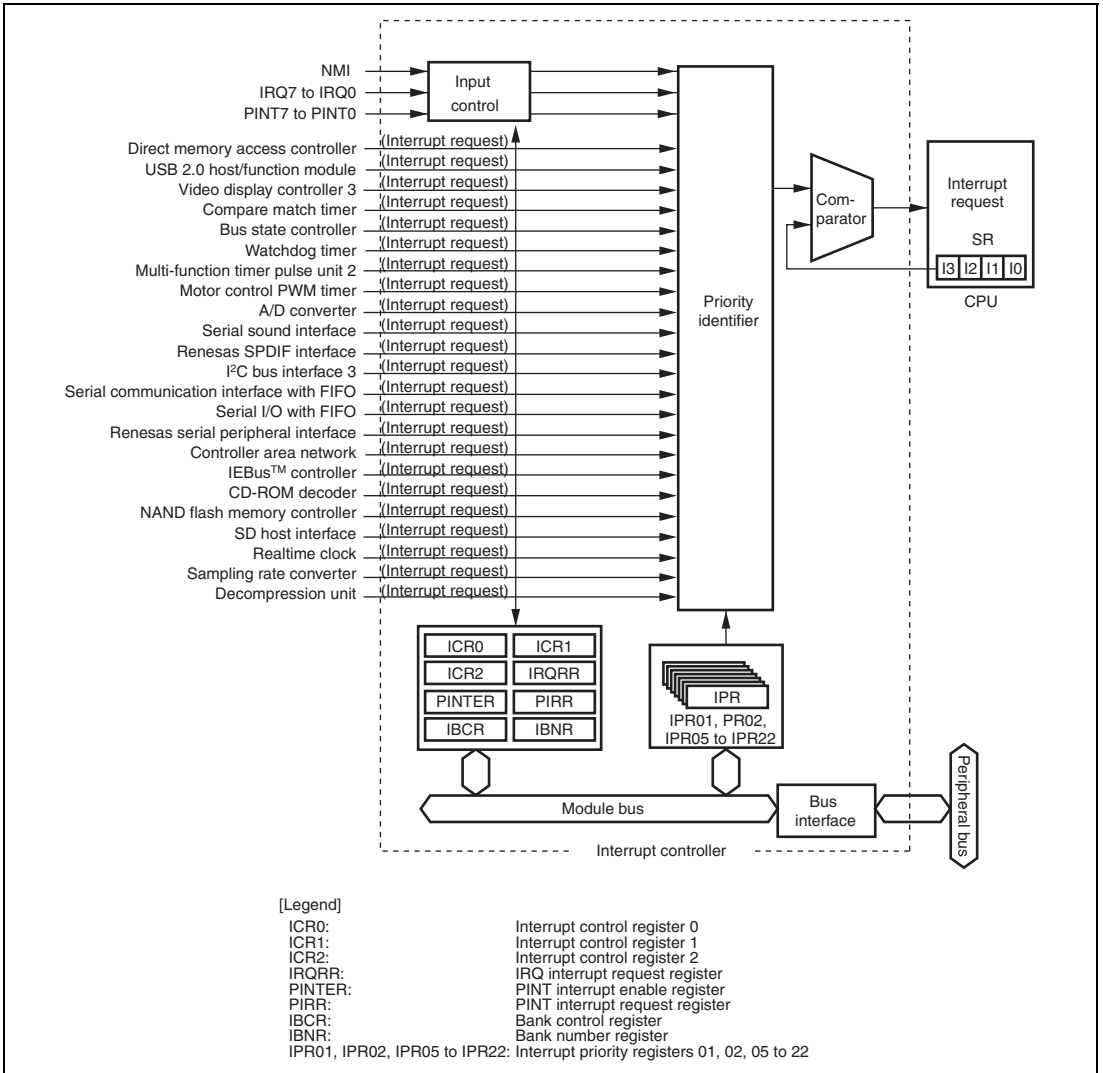 NMI
IRQ7 to IRQ0
PINT7 to PINT0
Input
control
Direct memory access controller (Interrupt request)
USB 2.0 host/function module (Interrupt request)
Video display controller 3 (Interrupt request)
Compare match timer (Interrupt request)
Bus state controller (Interrupt request)
Watchdog timer (Interrupt request)
Multi-function timer pulse unit 2 (Interrupt request)
Motor control PWM timer (Interrupt request)
A/D converter (Interrupt request)
Serial sound interface (Interrupt request)
Renesas SPDIF interface (Interrupt request)
I²C bus interface 3 (Interrupt request)
Serial communication interface with FIFO (Interrupt request)
Serial I/O with FIFO (Interrupt request)
Renesas serial peripheral interface (Interrupt request)
Controller area network (Interrupt request)
IEBus™ controller (Interrupt request)
CD-ROM decoder (Interrupt request)
NAND flash memory controller (Interrupt request)
SD host interface (Interrupt request)
Realtime clock (Interrupt request)
Sampling rate converter (Interrupt request)
Decompression unit (Interrupt request)
Priority
identifier
Com-
parator
Interrupt
request
SR
I3 I2 I1 I0
CPU
ICR0 ICR1
ICR2 IRQRR
PINTER PIRR
IBCR IBNR
IPR
IPR01, PR02,
IPR05 to IPR22
Module bus
Bus
interface
Peripheral bus
Interrupt controller
[Legend]
ICR0: Interrupt control register 0
ICR1: Interrupt control register 1
ICR2: Interrupt control register 2
IRQRR: IRQ interrupt request register
PINTER: PINT interrupt enable register
PIRR: PINT interrupt request register
IBCR: Bank control register
IBNR: Bank number register
IPR01, IPR02, IPR05 to IPR22: Interrupt priority registers 01, 02, 05 to 22